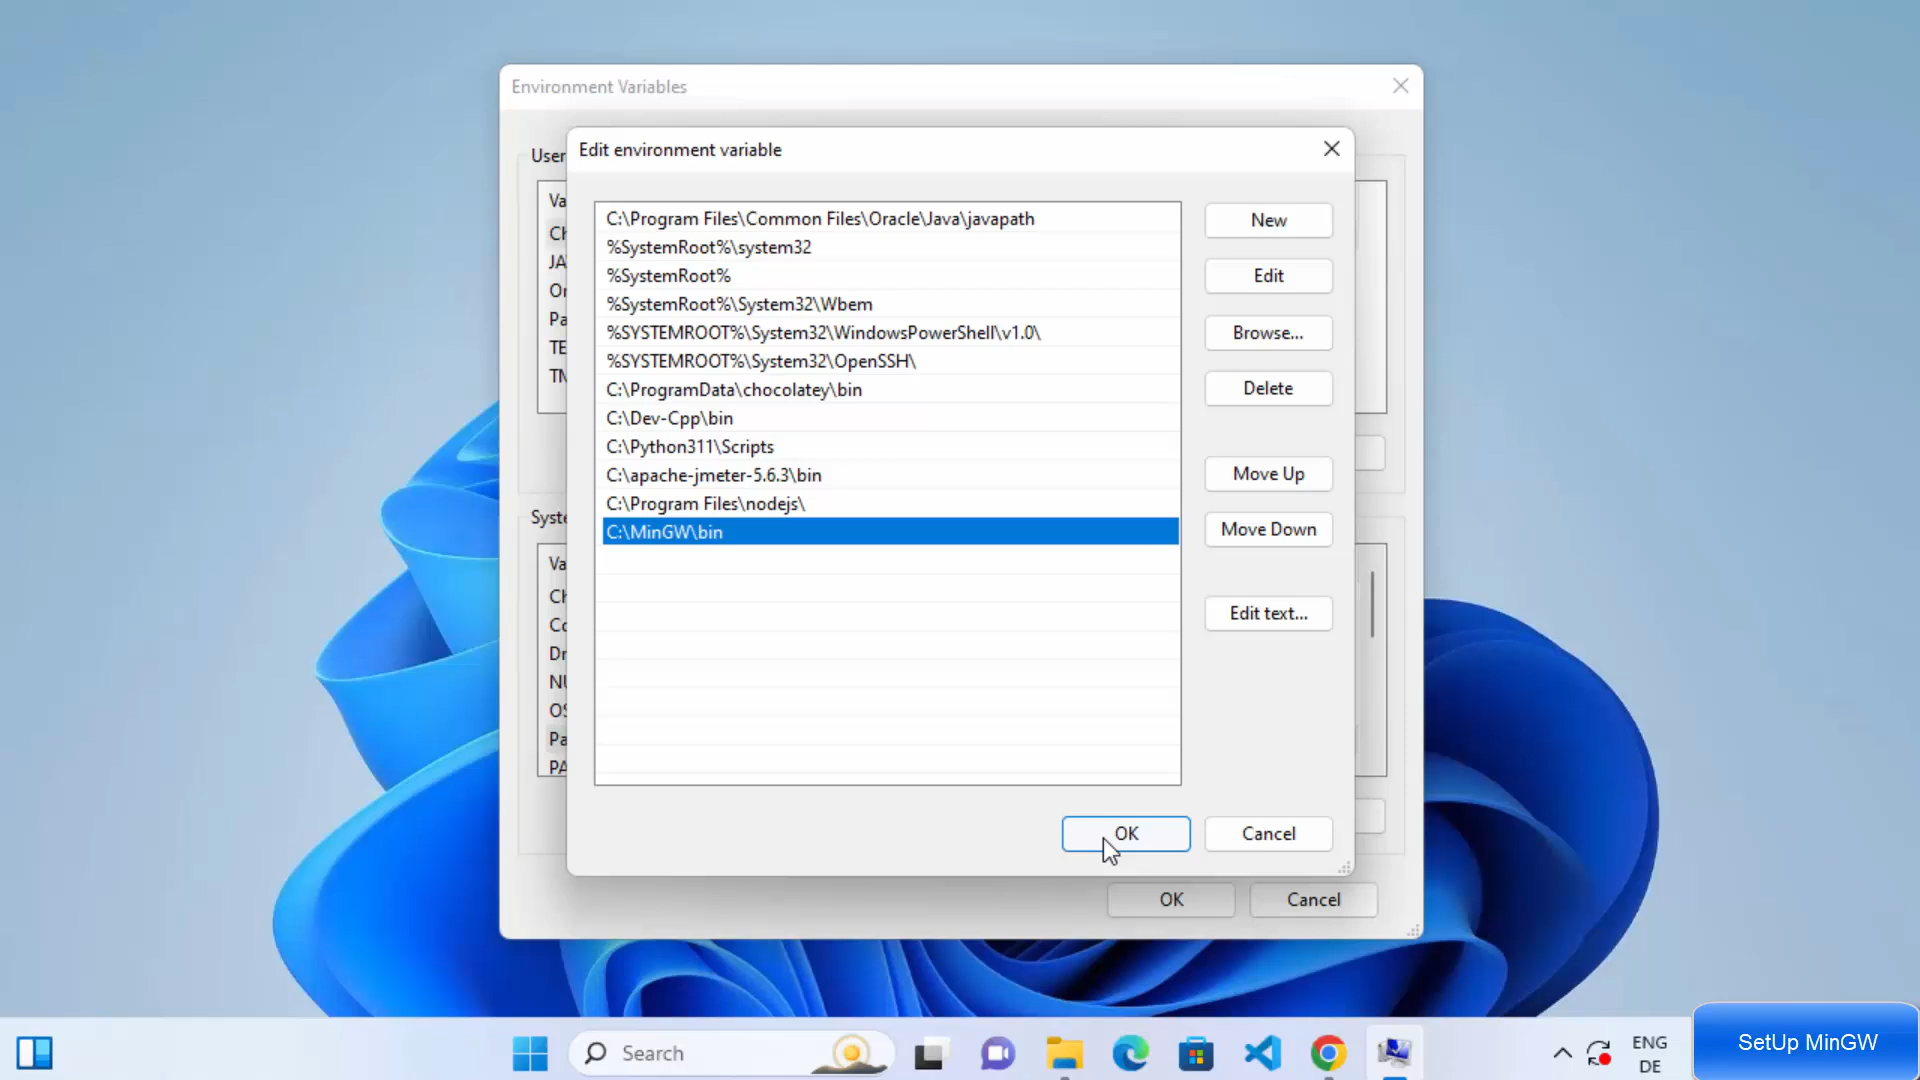 Environment Variables
Edit environment variable
User
Va
Ch
JA
Or
Pa
TE
TM
C:\Program Files\Common Files\Oracle\Java\javapath
%SystemRoot%\system32
%SystemRoot%
%SystemRoot%\System32\Wbem
%SYSTEMROOT%\System32\WindowsPowerShell\v1.0\
%SYSTEMROOT%\System32\OpenSSH\
C:\ProgramData\chocolatey\bin
C:\Dev-Cpp\bin
C:\Python311\Scripts
C:\apache-jmeter-5.6.3\bin
C:\Program Files\nodejs\
C:\MinGW\bin
New
Edit
Browse...
Delete
Move Up
Move Down
Edit text...
Syste
Va
Ch
Co
Dr
NU
OS
Pa
PA
OK
Cancel
OK
Cancel
Search
ENG
DE
SetUp MinGW